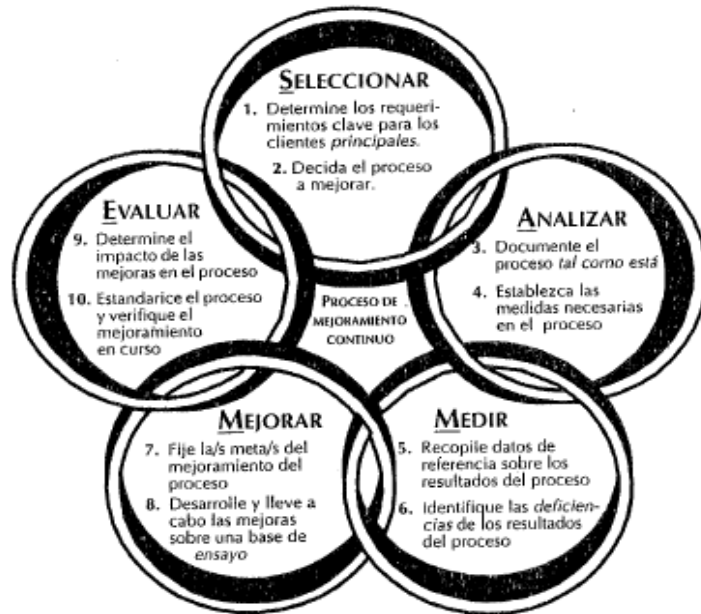 SELECCIONAR
1. Determine los requeri-
mientos clave para los
clientes principales.
2. Decida el proceso
a mejorar.
ANALIZAR
3. Documente el
proceso tal como está
4. Establezca las
medidas necesarias
en el proceso
MEDIR
5. Recopile datos de
referencia sobre los
resultados del proceso
6. Identifique las deficien-
cias de los resultados
del proceso
MEJORAR
7. Fije la/s meta/s del
mejoramiento del
proceso
8. Desarrolle y lleve a
cabo las mejoras
sobre una base de
ensayo
EVALUAR
9. Determine el
impacto de las
mejoras en el proceso
10. Estandarice el proceso
y verifique el
mejoramiento
en curso
PROCESO DE
MEJORAMIENTO
CONTINUO